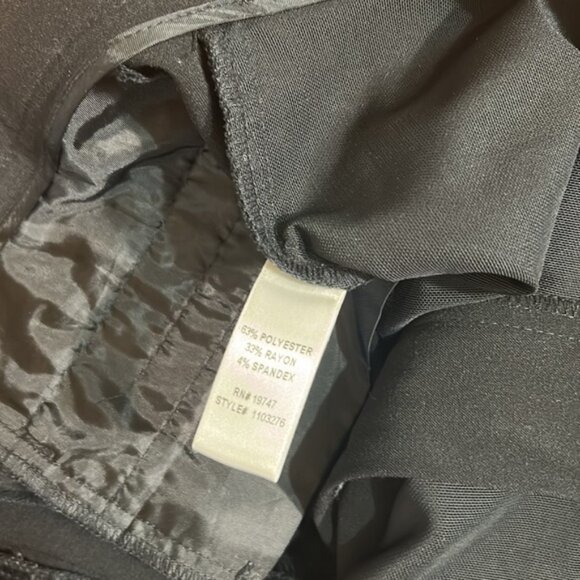 63% POLYESTER
33% RAYON
4% SPANDEX
RN# 19747
STYLE# 1103276